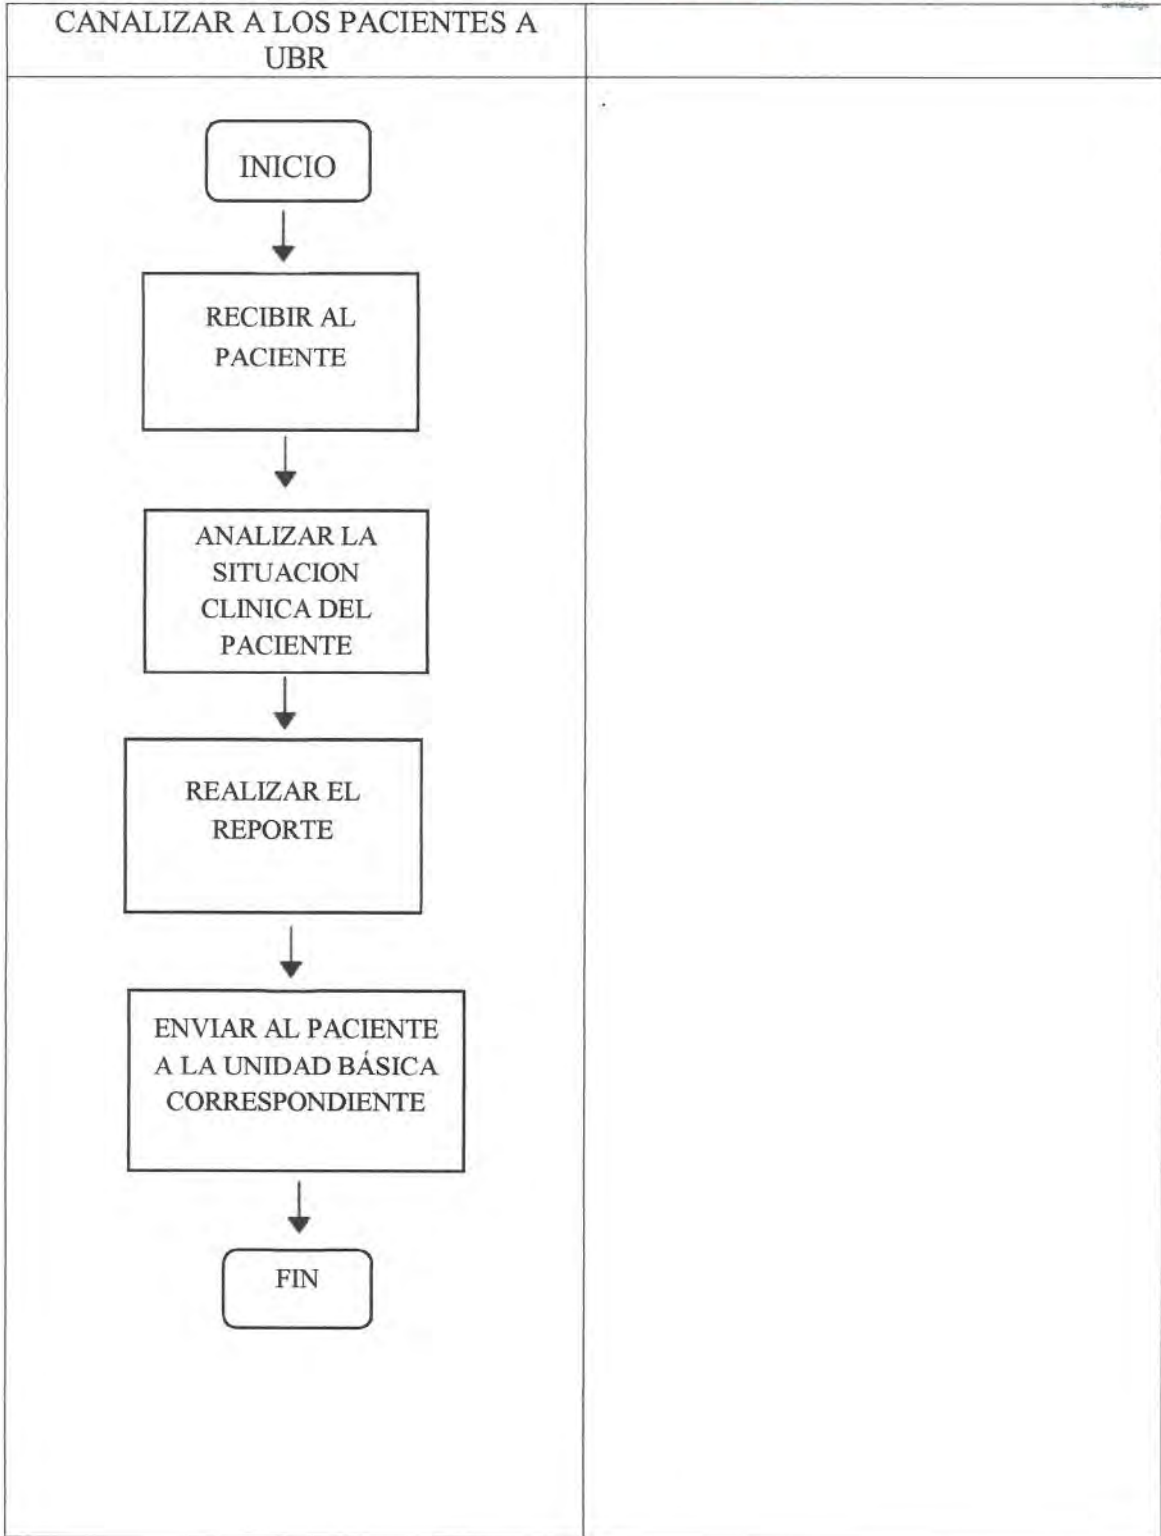 CANALIZAR A LOS PACIENTES A
UBR
INICIO
RECIBIR AL
PACIENTE
ANALIZAR LA
SITUACION
CLINICA DEL
PACIENTE
REALIZAR EL
REPORTE
ENVIAR AL PACIENTE
A LA UNIDAD BÁSICA
CORRESPONDIENTE
FIN